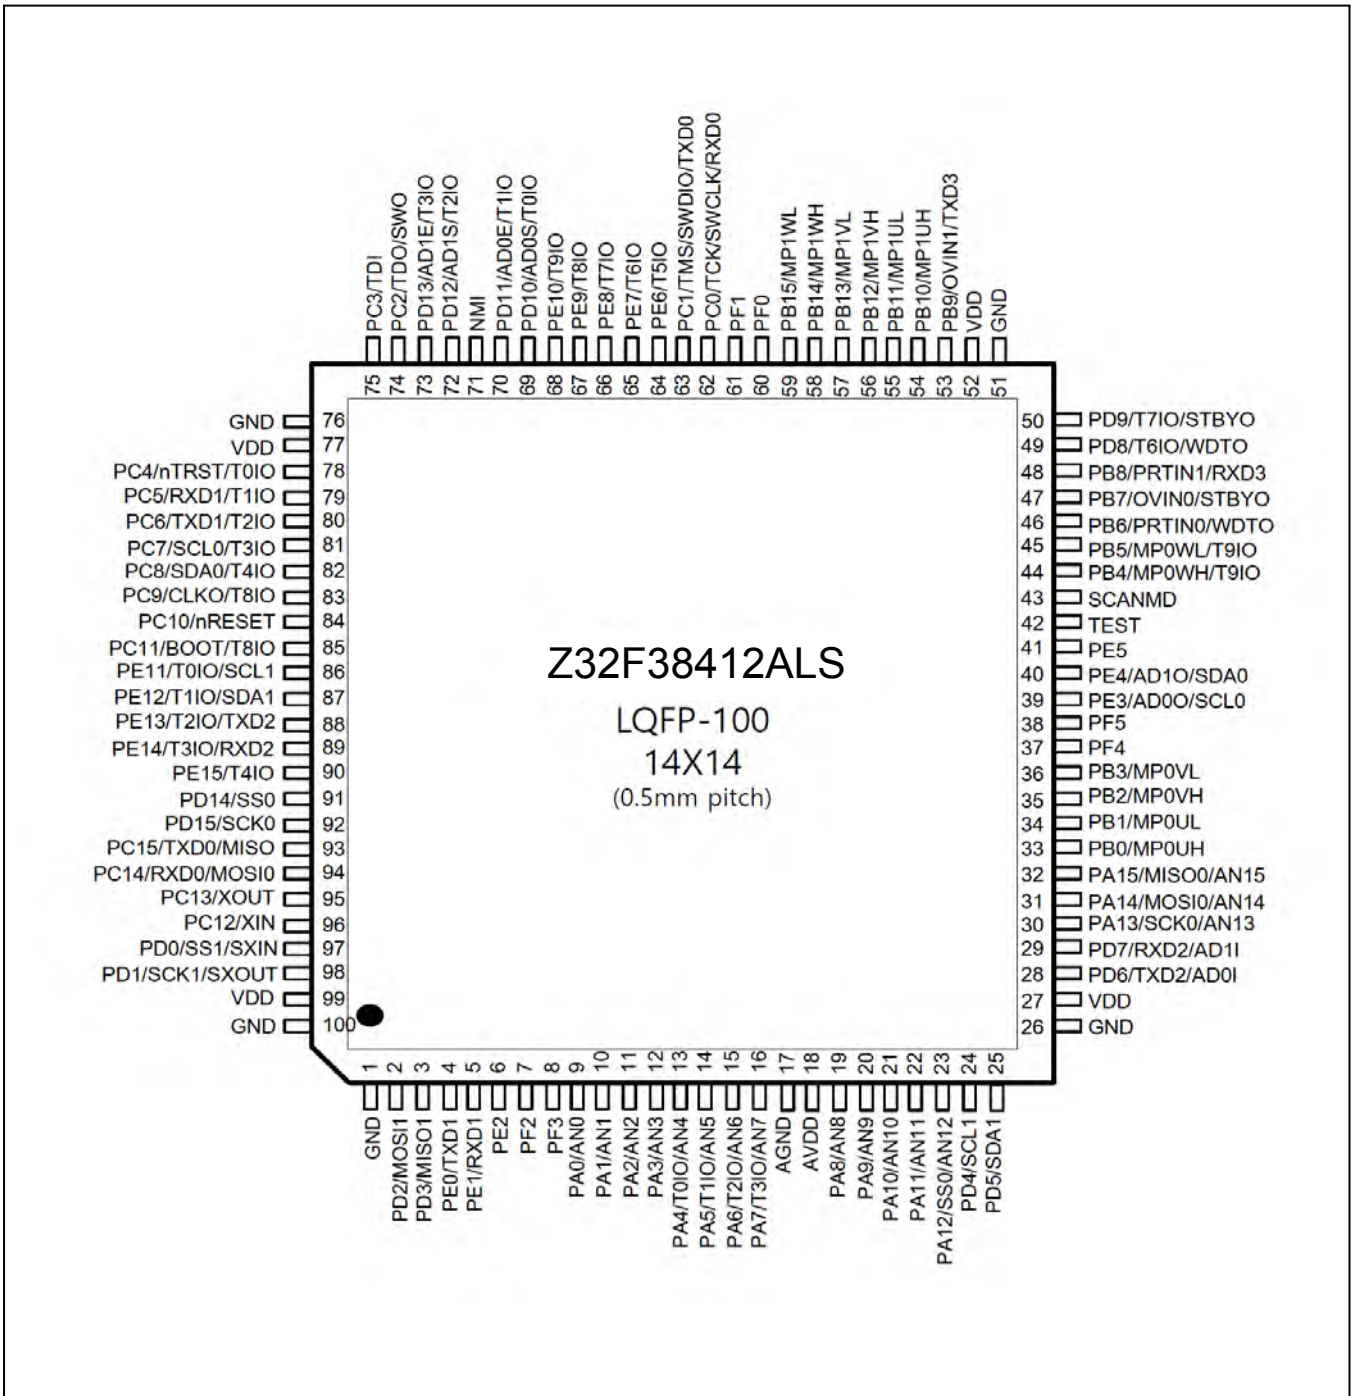 PC3/TDI
PC2/TDO/SWO
PD13/AD1E/T3IO
PD12/AD1S/T2IO
NMI
PD11/AD0E/T1IO
PD10/AD0S/T0IO
PE10/T9IO
PE9/T8IO
PE8/T7IO
PE7/T6IO
PE6/T5IO
PC1/TMS/SWDIO/TXD0
PC0/TCK/SWCLK/RXD0
PF1
PF0
PB15/MP1WL
PB14/MP1WH
PB13/MP1VL
PB12/MP1VH
PB11/MP1UL
PB10/MP1UH
PB9/OVIN1/TXD3
VDD
GND
75 74 73 72 71 70 69 68 67 66 65 64 63 62 61 60 59 58 57 56 55 54 53 52 51
GND 76
VDD 77
PC4/nTRST/T0IO 78
PC5/RXD1/T1IO 79
PC6/TXD1/T2IO 80
PC7/SCL0/T3IO 81
PC8/SDA0/T4IO 82
PC9/CLKO/T8IO 83
PC10/nRESET 84
PC11/BOOT/T8IO 85
PE11/T0IO/SCL1 86
PE12/T1IO/SDA1 87
PE13/T2IO/TXD2 88
PE14/T3IO/RXD2 89
PE15/T4IO 90
PD14/SS0 91
PD15/SCK0 92
PC15/TXD0/MISO 93
PC14/RXD0/MOSI0 94
PC13/XOUT 95
PC12/XIN 96
PD0/SS1/SXIN 97
PD1/SCK1/SXOUT 98
VDD 99
GND 100
Z32F38412ALS
LQFP-100
14X14
(0.5mm pitch)
50 PD9/T7IO/STBYO
49 PD8/T6IO/WDTO
48 PB8/PRTIN1/RXD3
47 PB7/OVIN0/STBYO
46 PB6/PRTIN0/WDTO
45 PB5/MP0WL/T9IO
44 PB4/MP0WH/T9IO
43 SCANMD
42 TEST
41 PE5
40 PE4/AD1O/SDA0
39 PE3/AD0O/SCL0
38 PF5
37 PF4
36 PB3/MP0VL
35 PB2/MP0VH
34 PB1/MP0UL
33 PB0/MP0UH
32 PA15/MISO0/AN15
31 PA14/MOSI0/AN14
30 PA13/SCK0/AN13
29 PD7/RXD2/AD1I
28 PD6/TXD2/AD0I
27 VDD
26 GND
1 2 3 4 5 6 7 8 9 10 11 12 13 14 15 16 17 18 19 20 21 22 23 24 25
GND
PD2/MOSI1
PD3/MISO1
PE0/TXD1
PE1/RXD1
PE2
PF2
PF3
PA0/AN0
PA1/AN1
PA2/AN2
PA3/AN3
PA4/T0IO/AN4
PA5/T1IO/AN5
PA6/T2IO/AN6
PA7/T3IO/AN7
AGND
AVDD
PA8/AN8
PA9/AN9
PA10/AN10
PA11/AN11
PA12/SS0/AN12
PD4/SCL1
PD5/SDA1